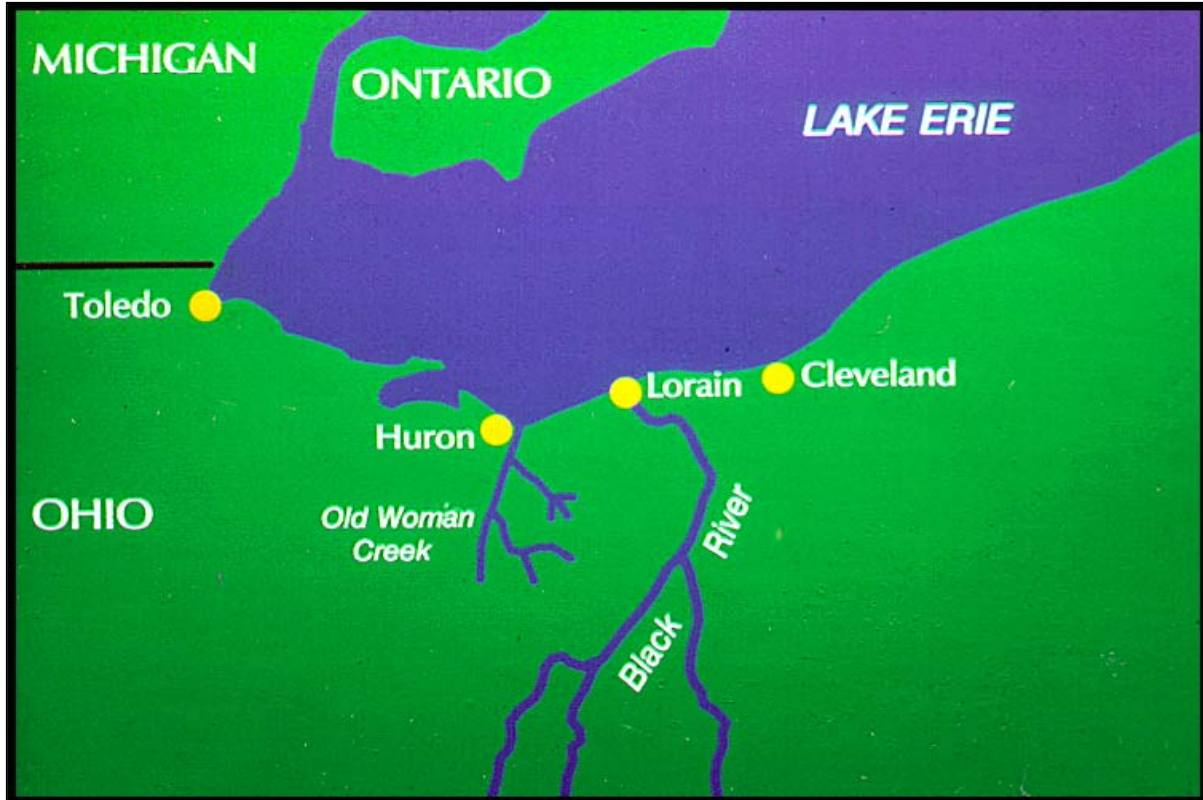 MICHIGAN
ONTARIO
LAKE ERIE
Toledo
Lorain
Cleveland
Huron
OHIO
Old Woman
Creek
River
Black